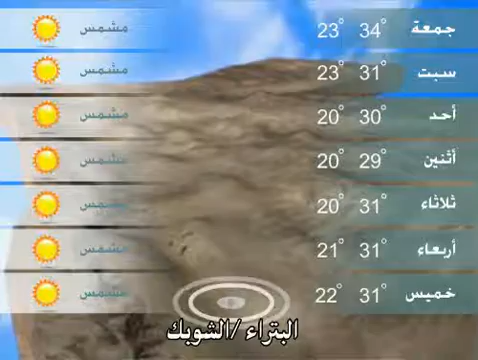 جمعة 34° 23° مشمس
سبت 31° 23° مشمس
أحد 30° 20° مشمس
أثنين 29° 20° مشمس
ثلاثاء 31° 20° مشمس
أربعاء 31° 21° مشمس
خميس 31° 22° مشمس
البتراء /الشوبك